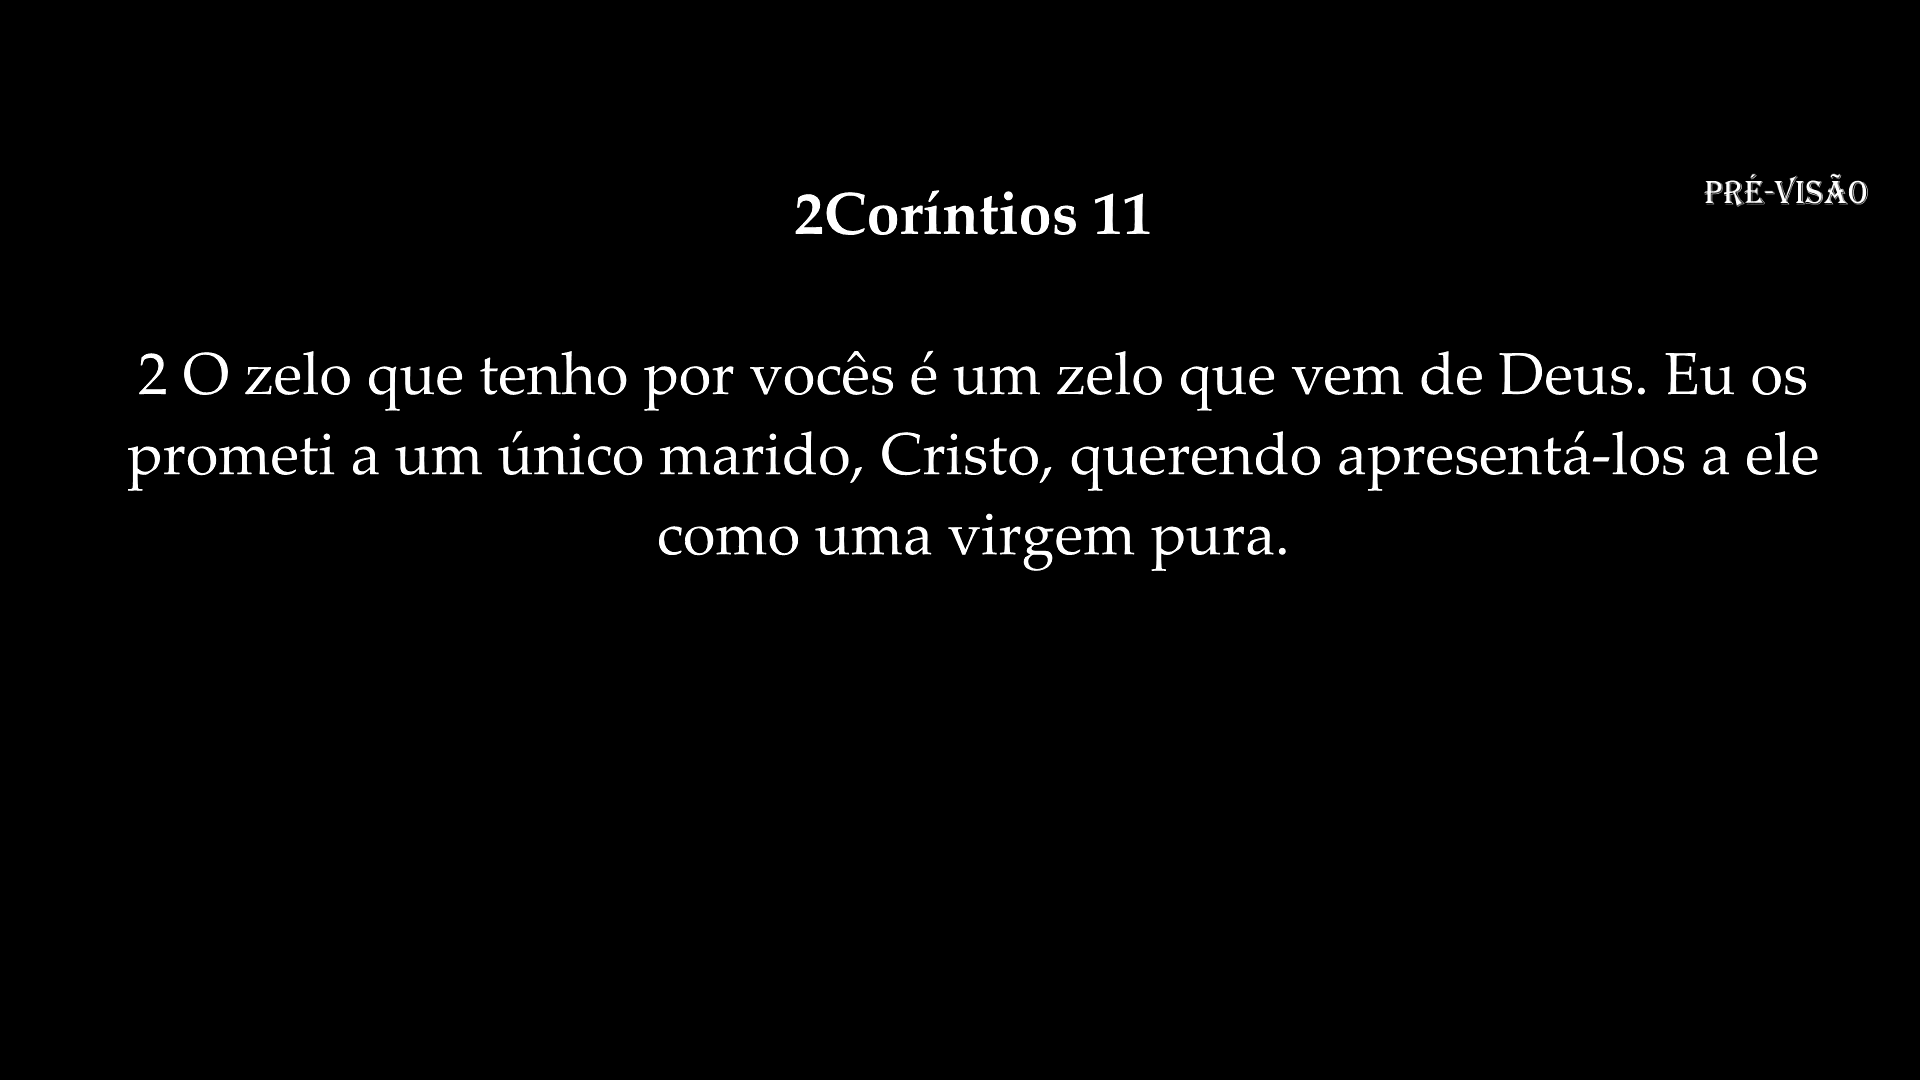 PRÉ-VISÃO
2Coríntios 11
2 O zelo que tenho por vocês é um zelo que vem de Deus. Eu os
prometi a um único marido, Cristo, querendo apresentá-los a ele
como uma virgem pura.